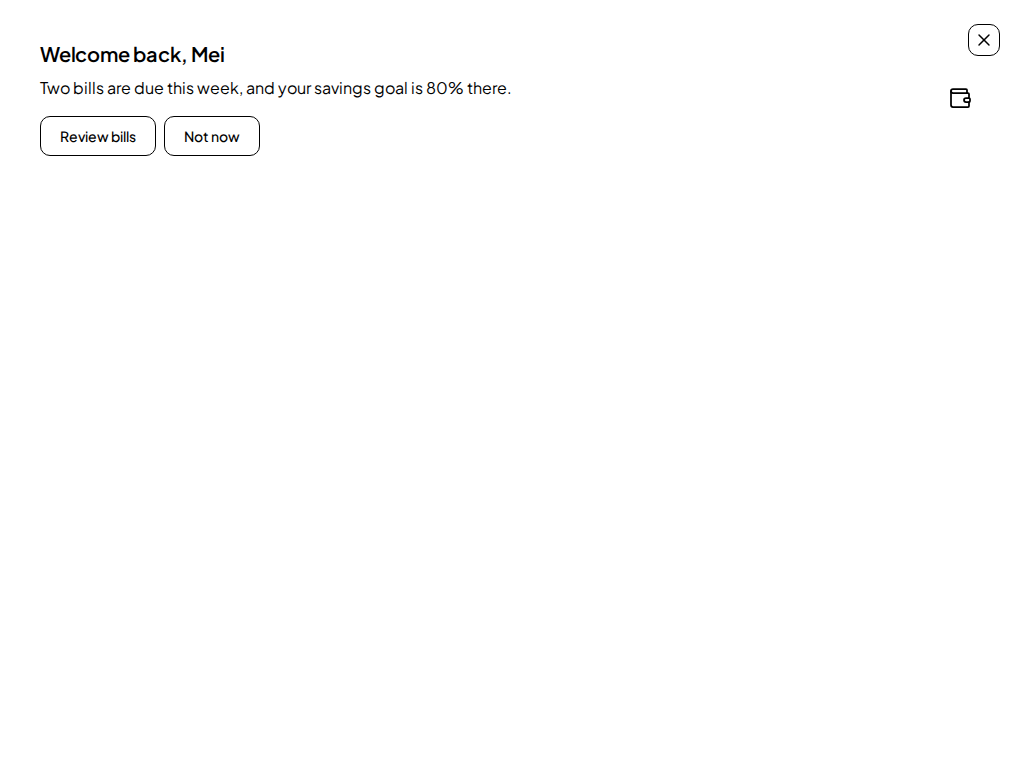 Welcome back, Mei
Two bills are due this week, and your savings goal is 80% there.
Review bills
Not now